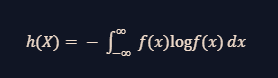 h(X) = − ∫_{−∞}^{∞} f(x)logf(x) dx